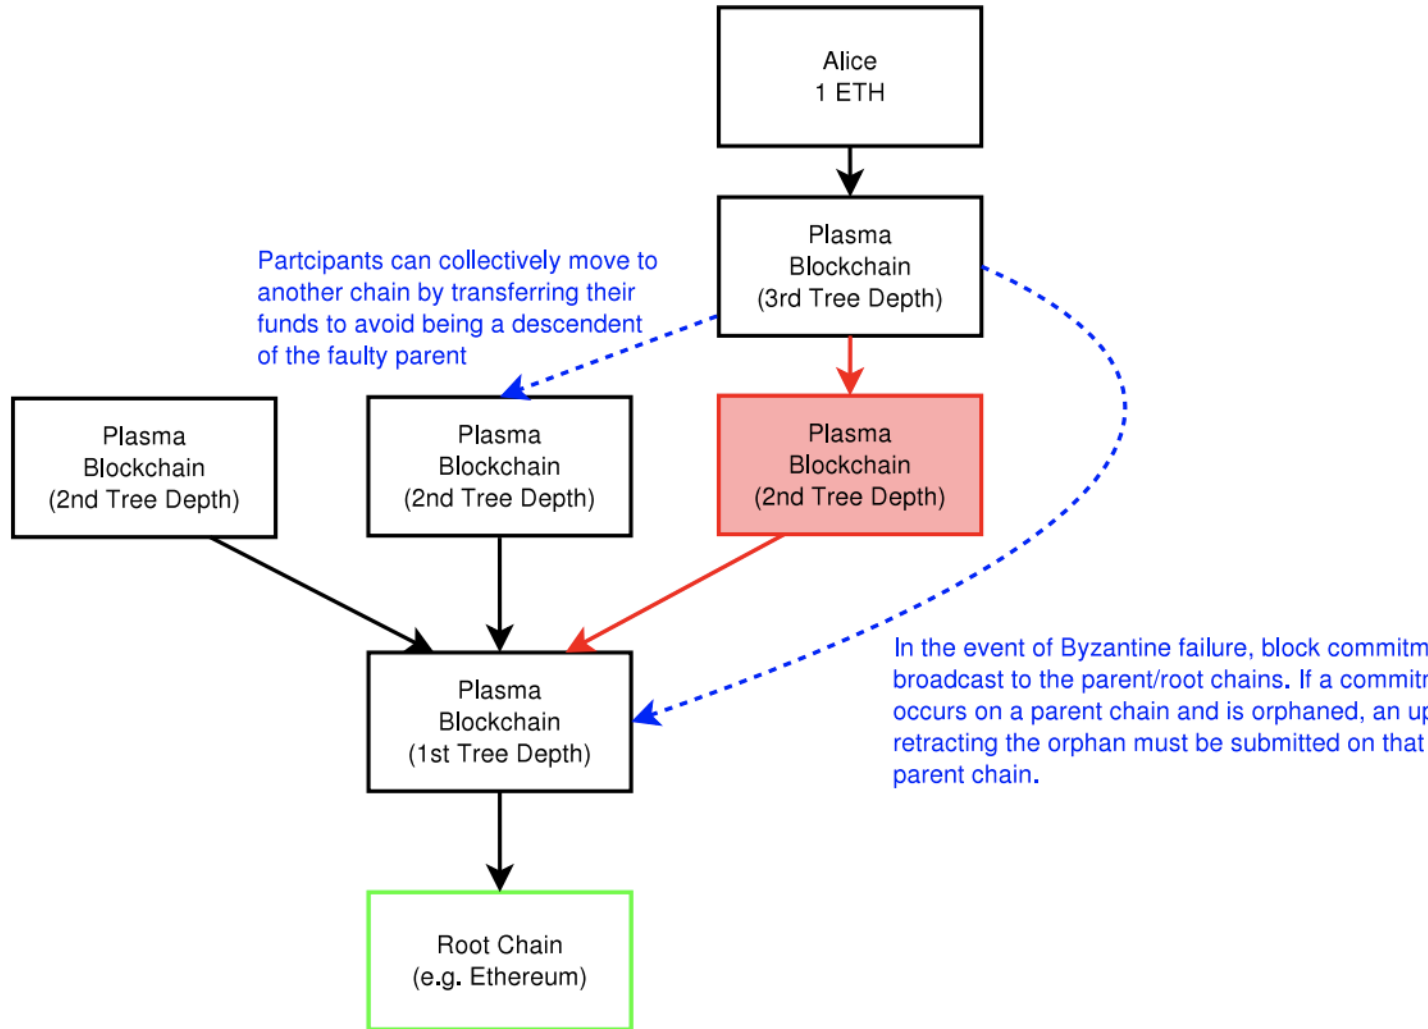 Alice
1 ETH
Plasma
Blockchain
(3rd Tree Depth)
Partcipants can collectively move to
another chain by transferring their
funds to avoid being a descendent
of the faulty parent
Plasma
Blockchain
(2nd Tree Depth)
Plasma
Blockchain
(2nd Tree Depth)
Plasma
Blockchain
(2nd Tree Depth)
In the event of Byzantine failure, block
broadcast to the parent/root chains. If a
occurs on a parent chain and is orphaned, an
retracting the orphan must be submitted on that
parent chain.
Plasma
Blockchain
(1st Tree Depth)
Root Chain
(e.g. Ethereum)